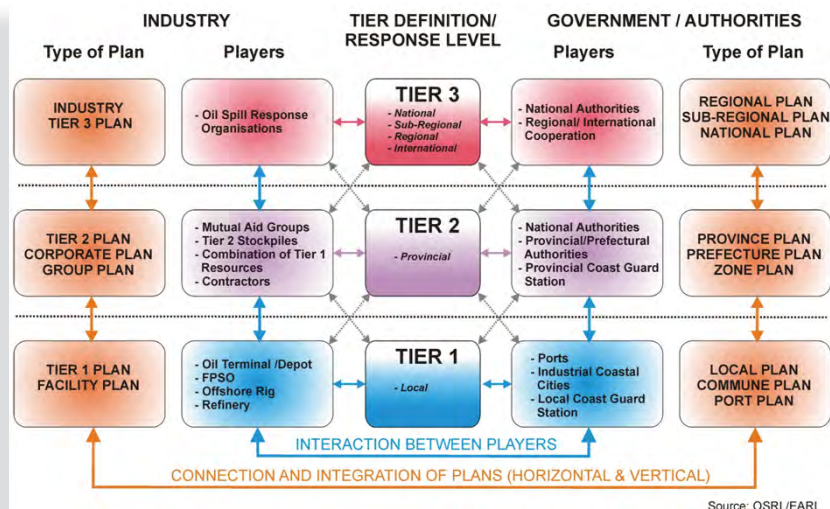 INDUSTRY
TIER DEFINITION/
RESPONSE LEVEL
GOVERNMENT / AUTHORITIES
Type of Plan
Players
Players
Type of Plan
INDUSTRY
TIER 3 PLAN
- Oil Spill Response
Organisations
TIER 3
- National
- Sub-Regional
- Regional
- International
- National Authorities
- Regional/ International
Cooperation
REGIONAL PLAN
SUB-REGIONAL PLAN
NATIONAL PLAN
TIER 2 PLAN
CORPORATE PLAN
GROUP PLAN
- Mutual Aid Groups
- Tier 2 Stockpiles
- Combination of Tier 1
Resources
- Contractors
TIER 2
- Provincial
- National Authorities
- Provincial/Prefectural
Authorities
- Provincial Coast Guard
Station
PROVINCE PLAN
PREFECTURE PLAN
ZONE PLAN
TIER 1 PLAN
FACILITY PLAN
- Oil Terminal /Depot
- FPSO
- Offshore Rig
- Refinery
TIER 1
- Local
- Ports
- Industrial Coastal
Cities
- Local Coast Guard
Station
LOCAL PLAN
COMMUNE PLAN
PORT PLAN
INTERACTION BETWEEN PLAYERS
CONNECTION AND INTEGRATION OF PLANS (HORIZONTAL & VERTICAL)
Source: OSRL/EARL